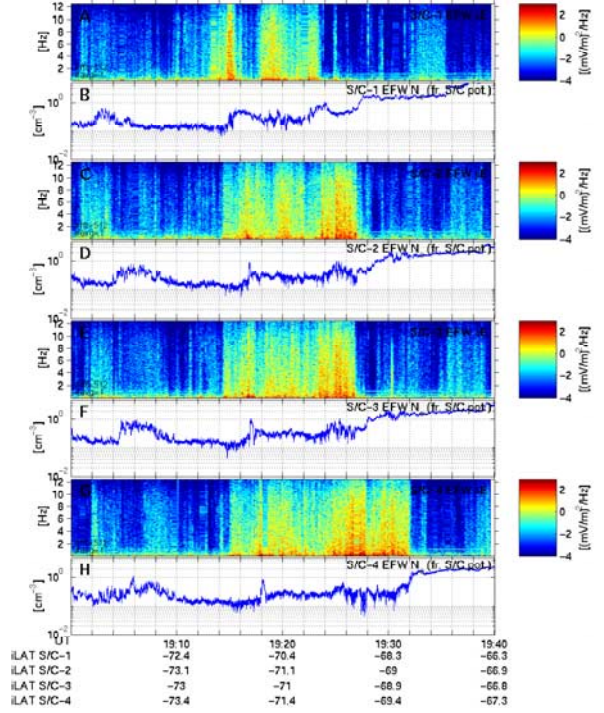 12
10
8
6
4
2
[Hz]
A
2
0
−2
−4
[(mV/m)²/Hz]
B
S/C−1 EFW N (fr. S/C pot.)
10⁰
10⁻²
[cm⁻³]
12
10
8
6
4
2
[Hz]
C
2
0
−2
−4
[(mV/m)²/Hz]
D
S/C−2 EFW N (fr. S/C pot.)
10⁰
10⁻²
[cm⁻³]
12
10
8
6
4
2
[Hz]
E
2
0
−2
−4
[(mV/m)²/Hz]
F
S/C−3 EFW N (fr. S/C pot.)
10⁰
10⁻²
[cm⁻³]
12
10
8
6
4
2
[Hz]
G
2
0
−2
−4
[(mV/m)²/Hz]
H
S/C−4 EFW N (fr. S/C pot.)
10⁰
10⁻²
[cm⁻³]
UT 19:10 19:20 19:30 19:40
iLAT S/C−1 −72.4 −70.4 −68.3 −66.3
iLAT S/C−2 −73.1 −71.1 −69 −66.9
iLAT S/C−3 −73 −71 −68.9 −66.8
iLAT S/C−4 −73.4 −71.4 −69.4 −67.3